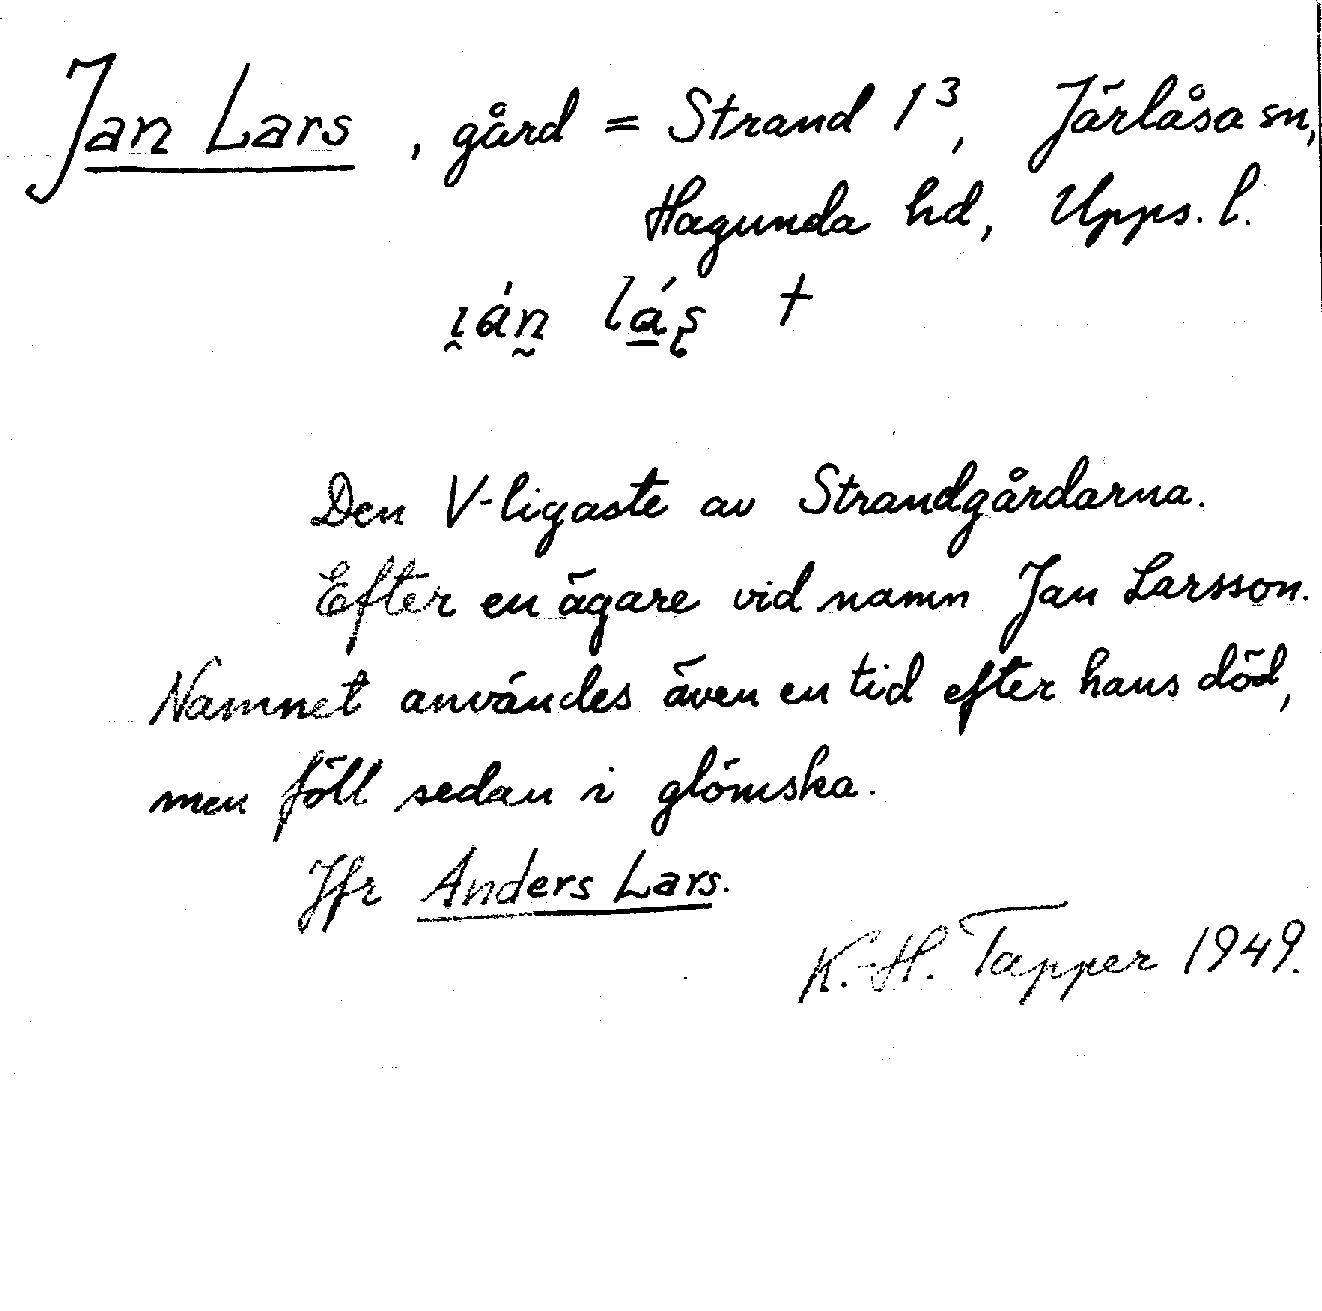 Jan Lars, gård = Strand 1³, Järlåsa sn,
Hagunda hd, Upps. l.
i̯án̰ lá̱ʂ †
Den V-ligaste av Strandgårdarna.
Efter en ägare vid namn Jan Larsson.
Namnet användes även en tid efter hans död,
men föll sedan i glömska.
Jfr Anders Lars.
K.-H. Tapper 1949.